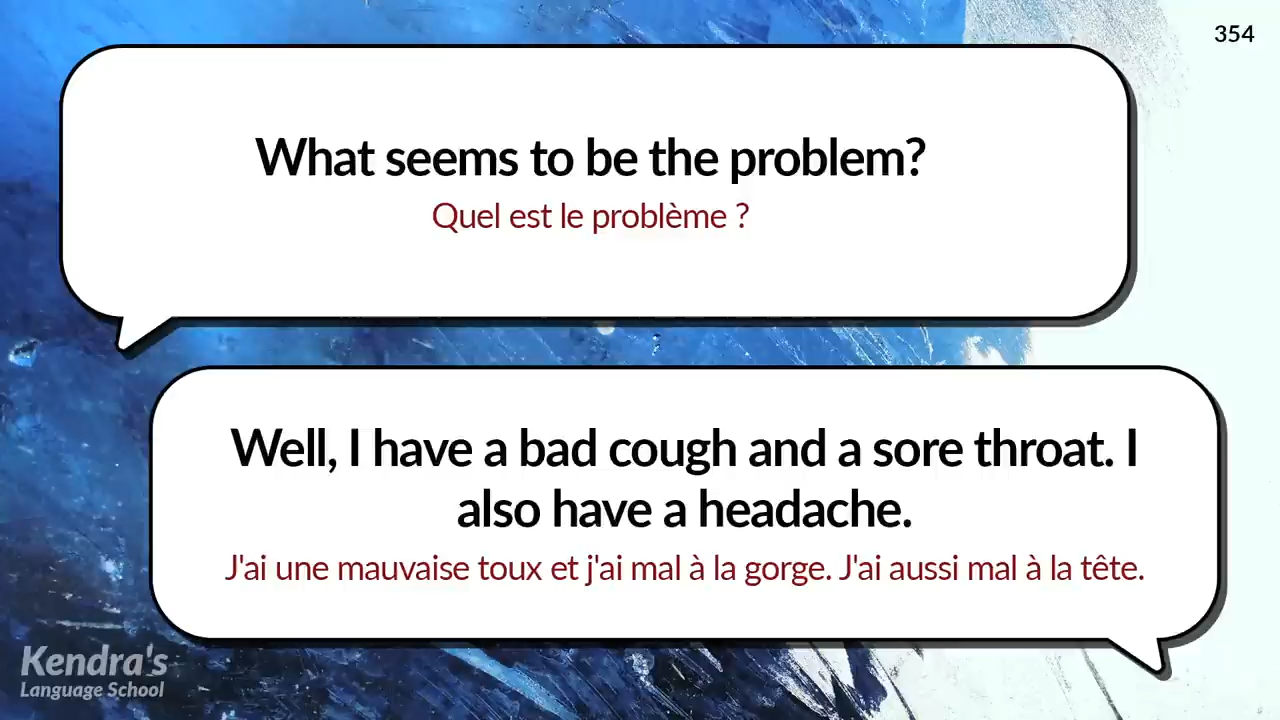 354
What seems to be the problem?
Quel est le problème ?
Well, I have a bad cough and a sore throat. I
also have a headache.
J'ai une mauvaise toux et j'ai mal à la gorge. J'ai aussi mal à la tête.
Kendra's
Language School